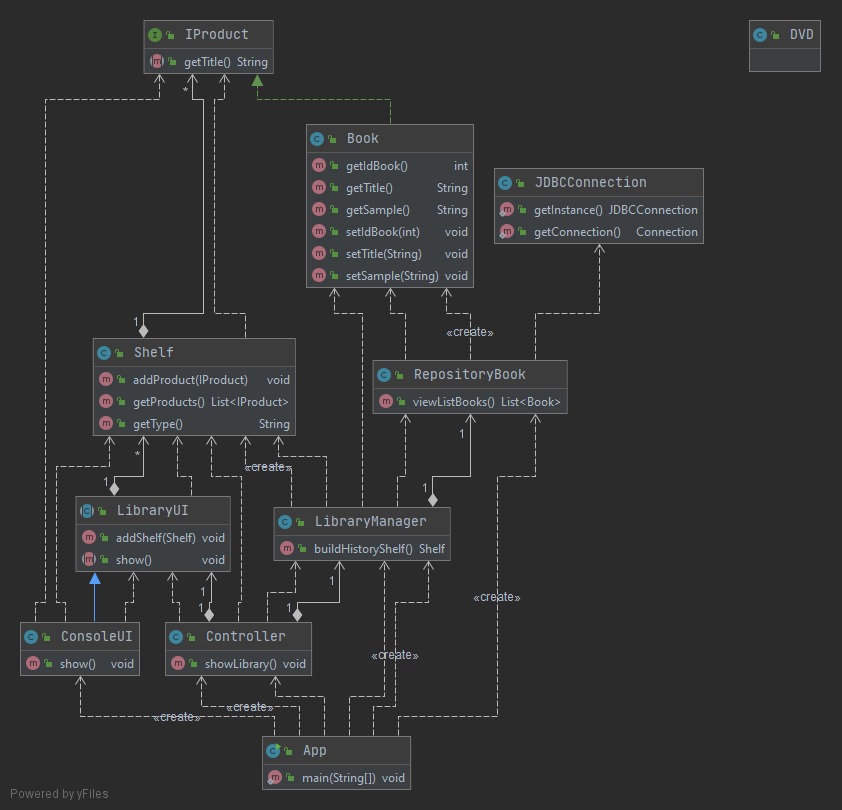 IProduct
getTitle() String
DVD
*
Book
getIdBook() int
getTitle() String
getSample() String
setIdBook(int) void
setTitle(String) void
setSample(String) void
JDBCConnection
getInstance() JDBCConnection
getConnection() Connection
1
«create»
Shelf
addProduct(IProduct) void
getProducts() List<IProduct>
getType() String
RepositoryBook
viewListBooks() List<Book>
1
*
«create»
1
1
LibraryUI
addShelf(Shelf) void
show() void
LibraryManager
buildHistoryShelf() Shelf
1
1
«create»
1
1
ConsoleUI
show() void
Controller
showLibrary() void
«create»
«create»
«create»
App
main(String[]) void
Powered by yFiles